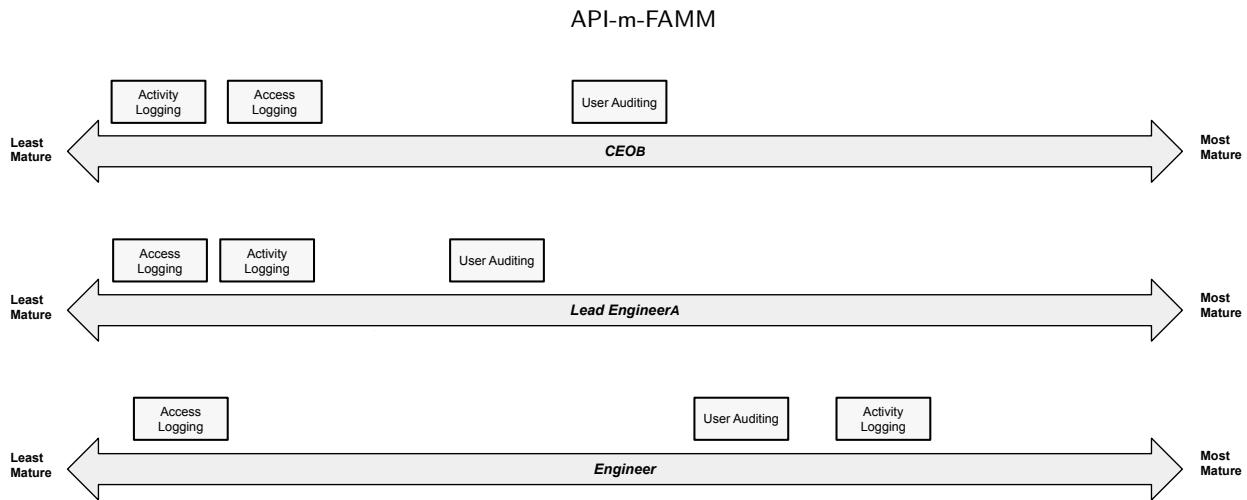 API-m-FAMM
Activity
Logging
Access
Logging
User Auditing
Least
Mature
CEOB
Most
Mature
Access
Logging
Activity
Logging
User Auditing
Least
Mature
Lead EngineerA
Most
Mature
Access
Logging
User Auditing
Activity
Logging
Least
Mature
Engineer
Most
Mature